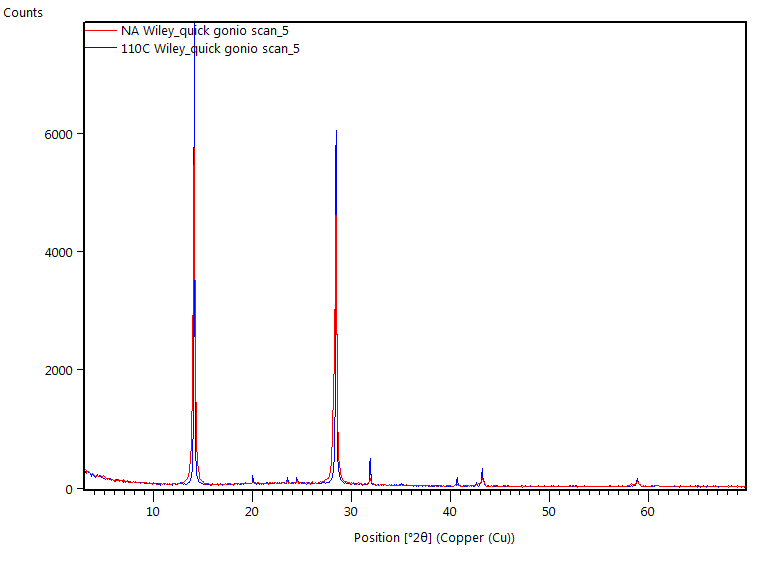 Counts
NA Wiley_quick gonio scan_5
110C Wiley_quick gonio scan_5
6000
4000
2000
0
10 20 30 40 50 60
Position [°2θ] (Copper (Cu))